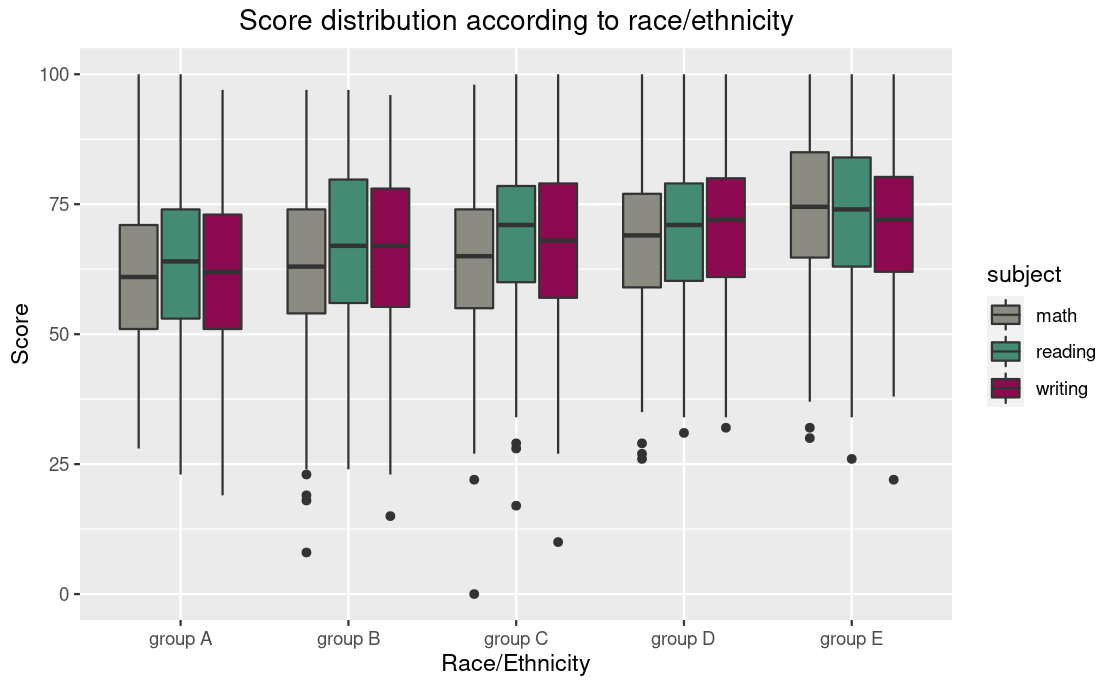 Score distribution according to race/ethnicity
Score
100
75
50
25
0
group A
group B
group C
group D
group E
Race/Ethnicity
subject
math
reading
writing